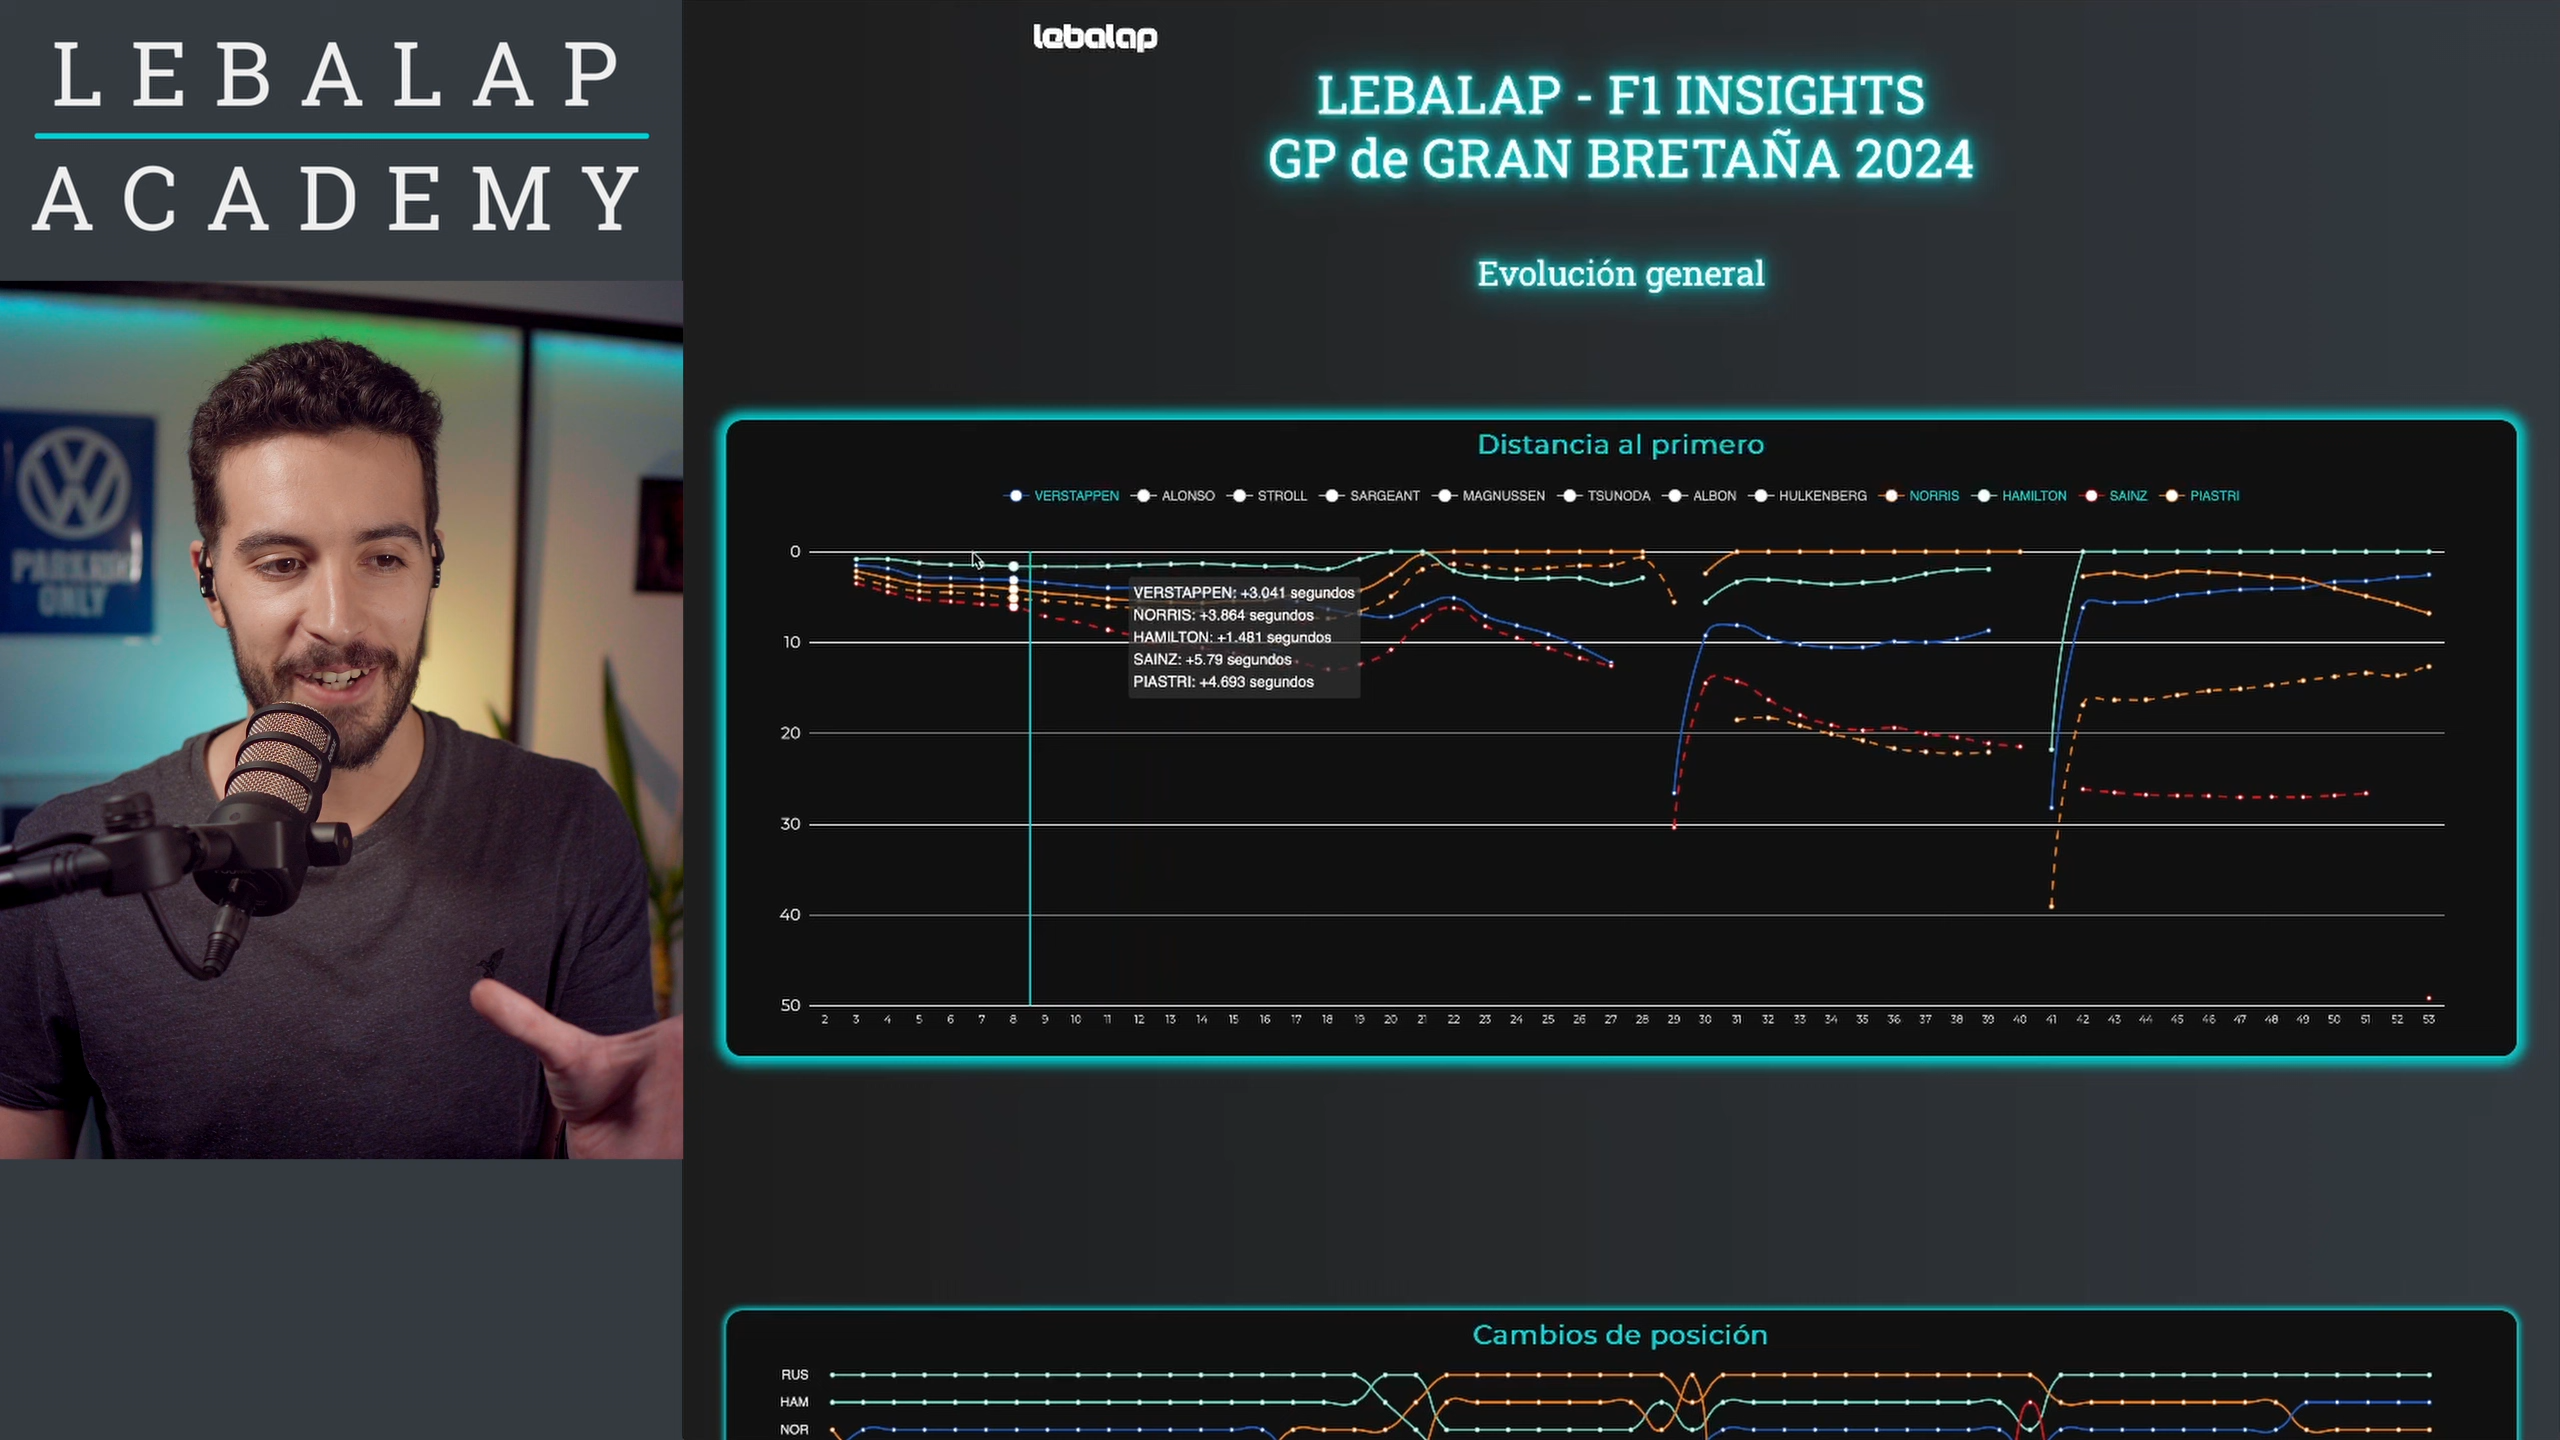 LEBALAP
ACADEMY
PARKING
ONLY
lebalap
LEBALAP - F1 INSIGHTS
GP de GRAN BRETAÑA 2024
Evolución general
Distancia al primero
VERSTAPPEN ALONSO STROLL SARGEANT MAGNUSSEN TSUNODA ALBON HULKENBERG NORRIS HAMILTON SAINZ PIASTRI
0
10
20
30
40
50
VERSTAPPEN: +3.041 segundos
NORRIS: +3.864 segundos
HAMILTON: +1.481 segundos
SAINZ: +5.79 segundos
PIASTRI: +4.693 segundos
2 3 4 5 6 7 8 9 10 11 12 13 14 15 16 17 18 19 20 21 22 23 24 25 26 27 28 29 30 31 32 33 34 35 36 37 38 39 40 41 42 43 44 45 46 47 48 49 50 51 52 53
Cambios de posición
RUS
HAM
NOR